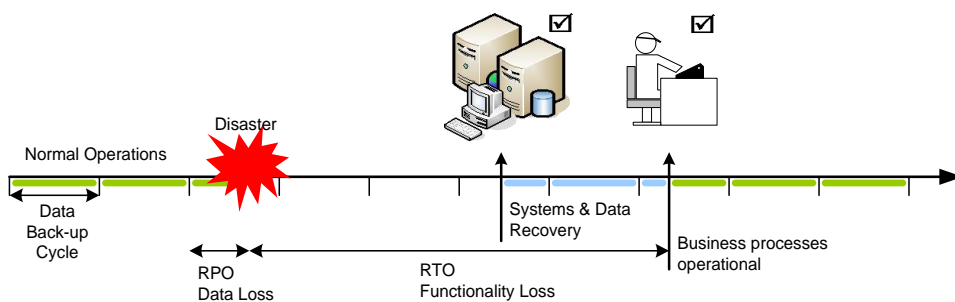 Disaster
Normal Operations
Data
Back-up
Cycle
Systems & Data
Recovery
Business processes
operational
RPO
Data Loss
RTO
Functionality Loss